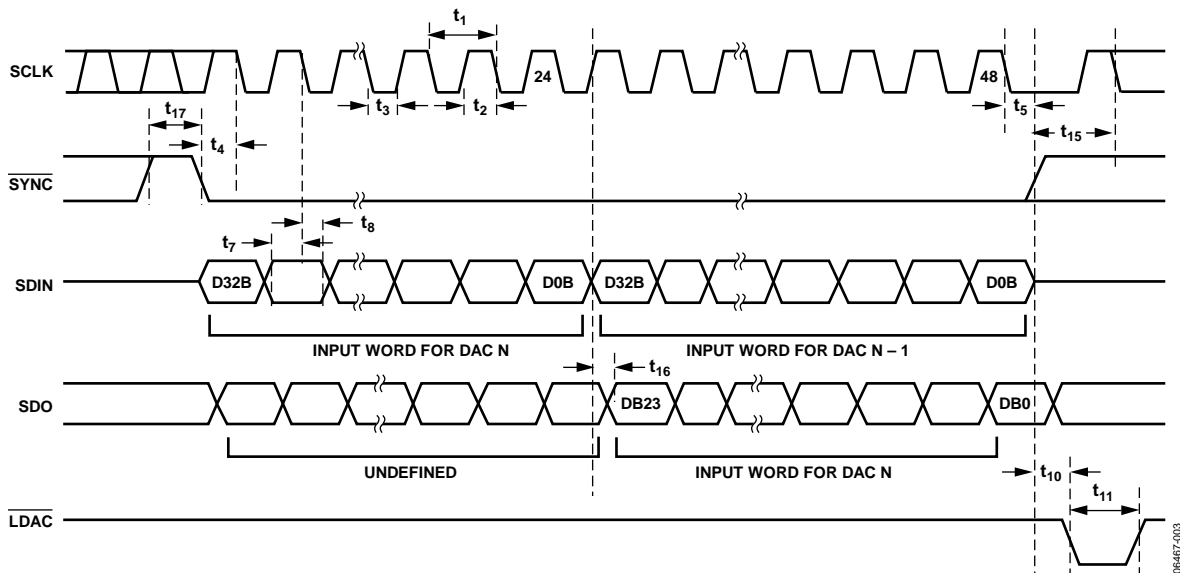 t1
SCLK
24
48
t3
t2
t5
t17
t4
t15
SYNC
t8
t7
SDIN
D32B
D0B
D32B
D0B
INPUT WORD FOR DAC N
INPUT WORD FOR DAC N – 1
t16
SDO
DB23
DB0
UNDEFINED
INPUT WORD FOR DAC N
t10
t11
LDAC
06467-003